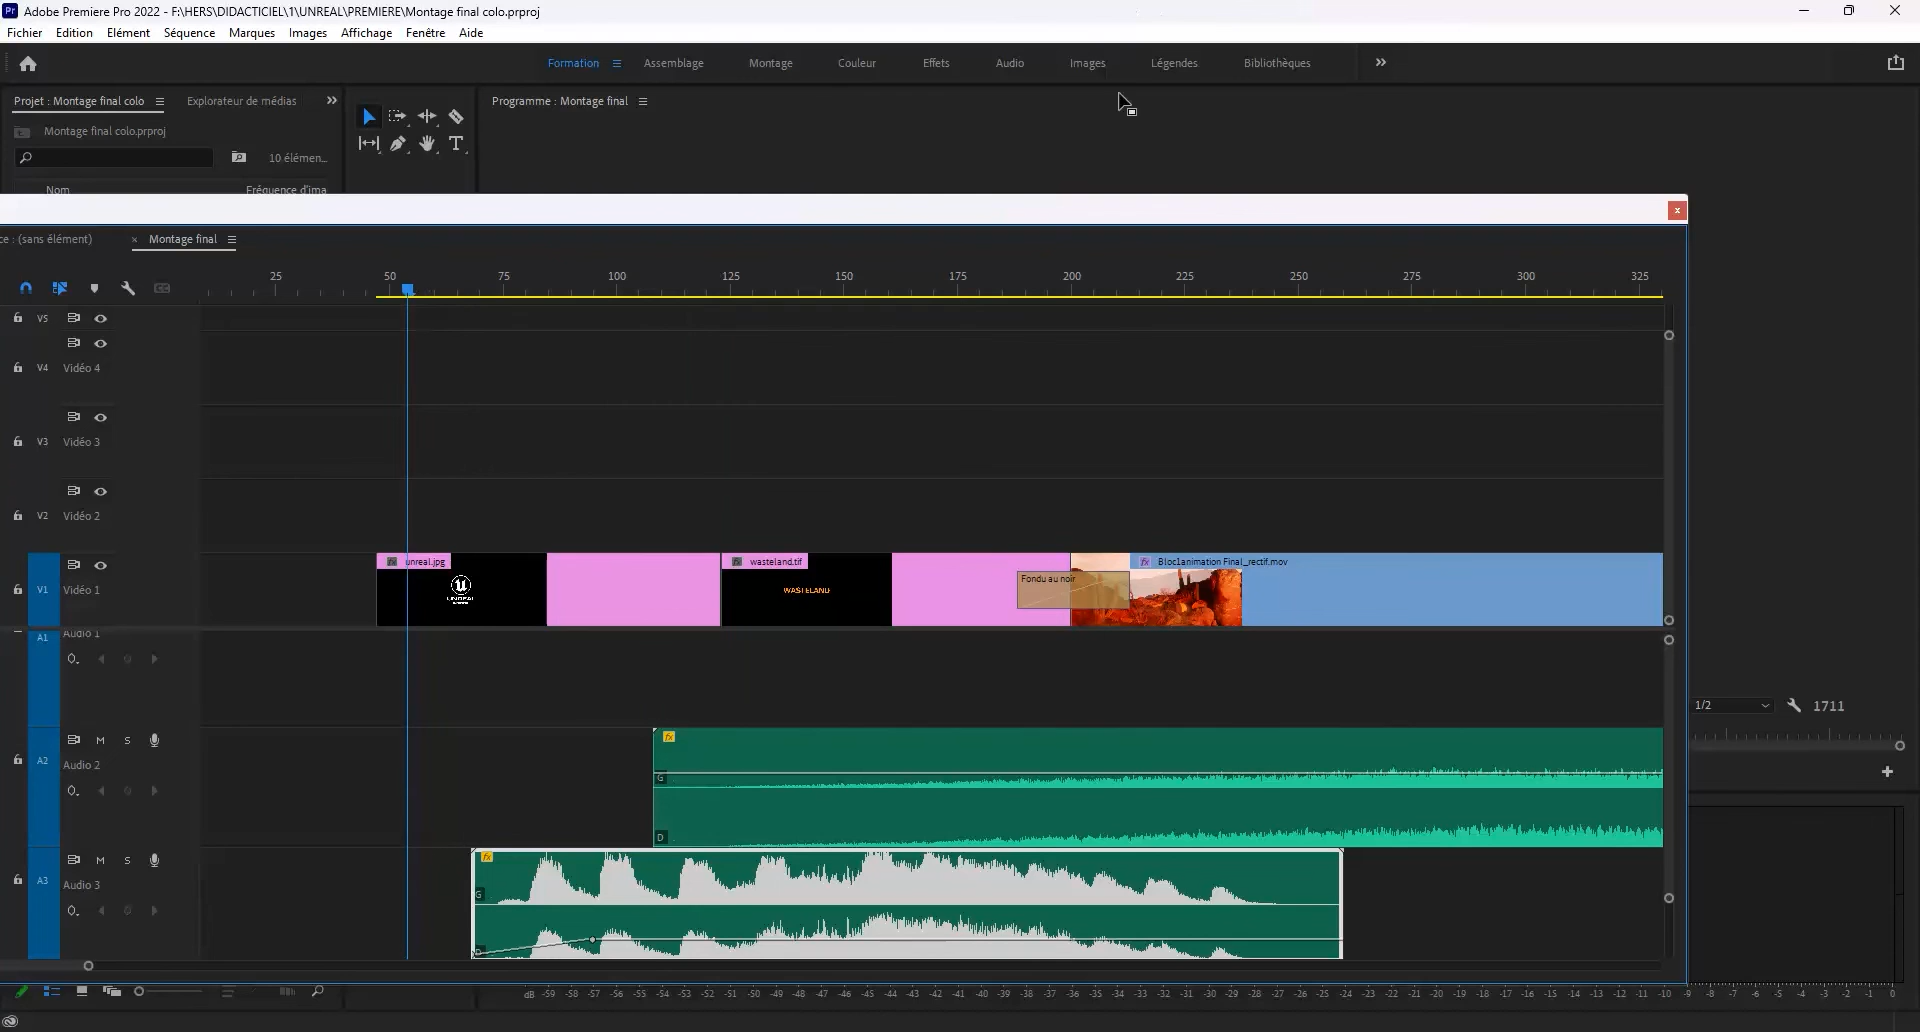 Adobe Premiere Pro 2022 - F:\HERS\DIDACTICIEL\1\UNREAL\PREMIERE\Montage final colo.prproj
Fichier Edition Elément Séquence Marques Images Affichage Fenêtre Aide
Formation Assemblage Montage Couleur Effets Audio Images Légendes Bibliothèques
Projet : Montage final colo Explorateur de médias
Programme : Montage final
Montage final colo.prproj
10 élémen...
Nom Fréquence d'ima
ce : (sans élément) × Montage final
25 50 75 100 125 150 175 200 225 250 275 300 325
V5
V4 Vidéo 4
V3 Vidéo 3
V2 Vidéo 2
V1 Vidéo 1
fx unreal.jpg
UNREAL
fx wasteland.tif
WASTELAND
Fondu au noir
fx Bloc1animation Final_rectif.mov
A1 Audio 1
1/2 1711
A2 M S
Audio 2
fx
G
D
A3 M S
Audio 3
fx
G
D
dB -59 -58 -57 -56 -55 -54 -53 -52 -51 -50 -49 -48 -47 -46 -45 -44 -43 -42 -41 -40 -39 -38 -37 -36 -35 -34 -33 -32 -31 -30 -29 -28 -27 -26 -25 -24 -23 -22 -21 -20 -19 -18 -17 -16 -15 -14 -13 -12 -11 -10 -9 -8 -7 -6 -5 -4 -3 -2 -1 0